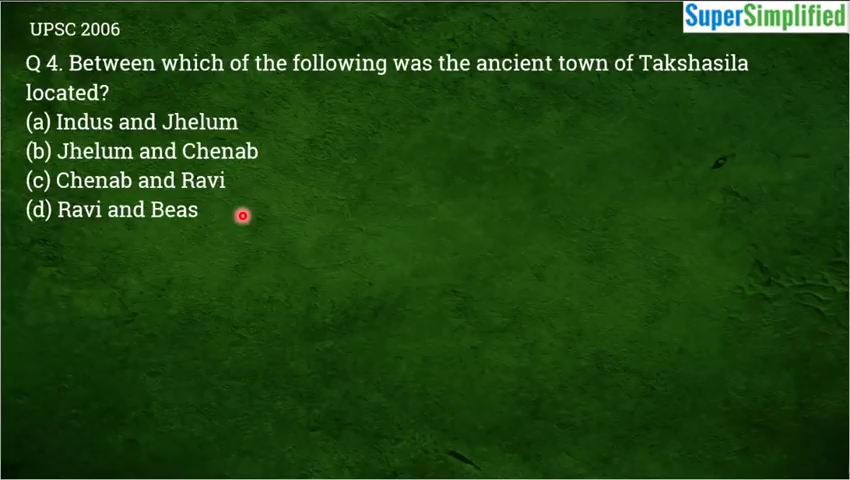 SuperSimplified
UPSC 2006
Q 4. Between which of the following was the ancient town of Takshasila
located?
(a) Indus and Jhelum
(b) Jhelum and Chenab
(c) Chenab and Ravi
(d) Ravi and Beas